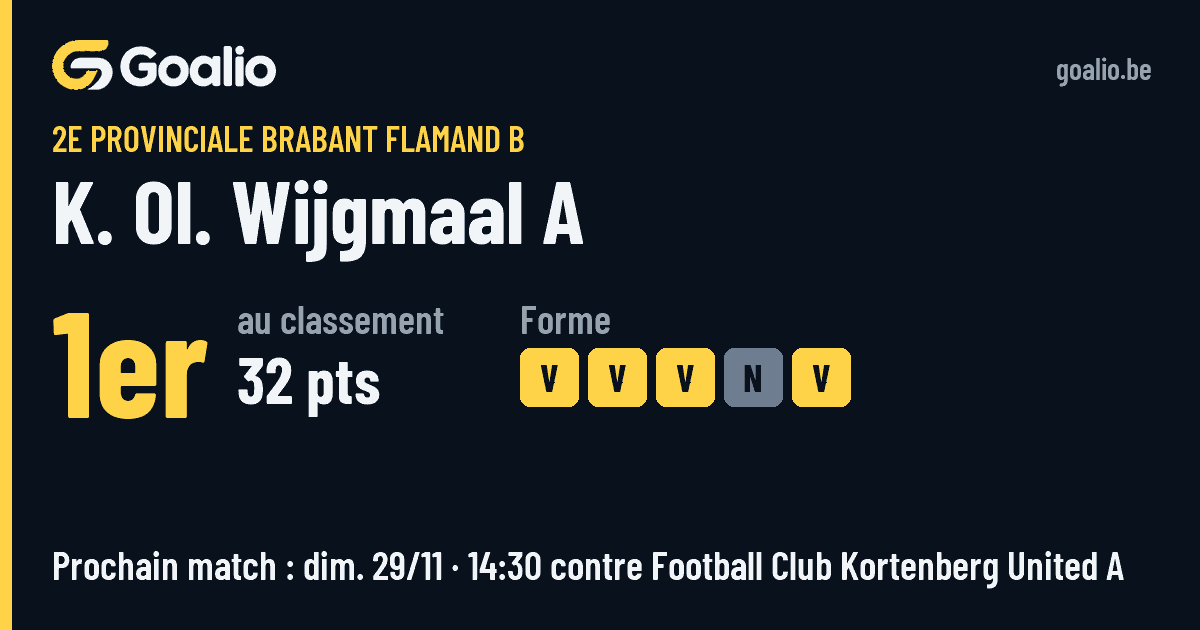 Goalio
goalio.be
2E PROVINCIALE BRABANT FLAMAND B
K. Ol. Wijgmaal A
1er
au classement
32 pts
Forme
V V V N V
Prochain match : dim. 29/11 · 14:30 contre Football Club Kortenberg United A